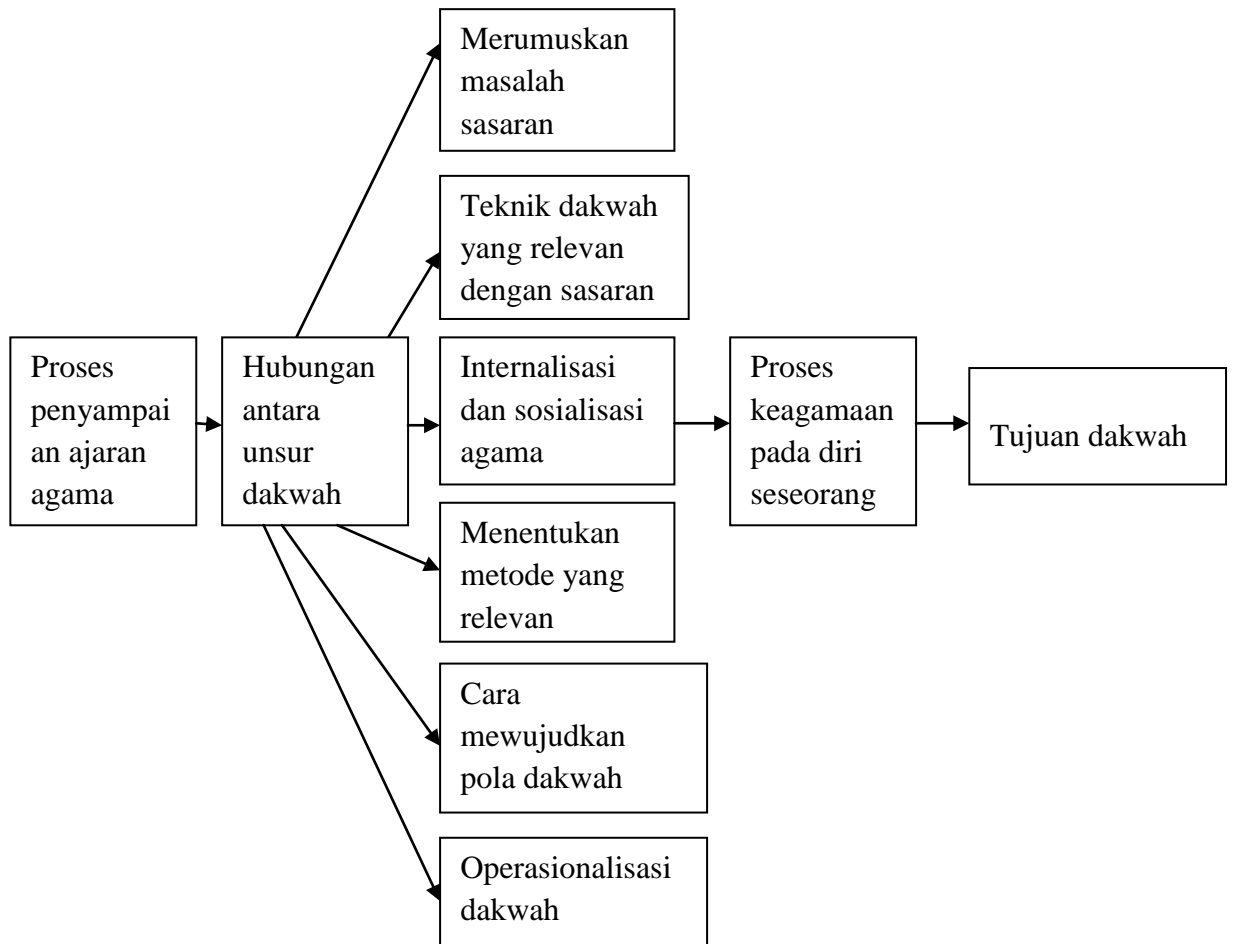 Merumuskan
masalah
sasaran
Teknik dakwah
yang relevan
dengan sasaran
Proses
penyampai
an ajaran
agama
Hubungan
antara
unsur
dakwah
Internalisasi
dan sosialisasi
agama
Proses
keagamaan
pada diri
seseorang
Tujuan dakwah
Menentukan
metode yang
relevan
Cara
mewujudkan
pola dakwah
Operasionalisasi
dakwah